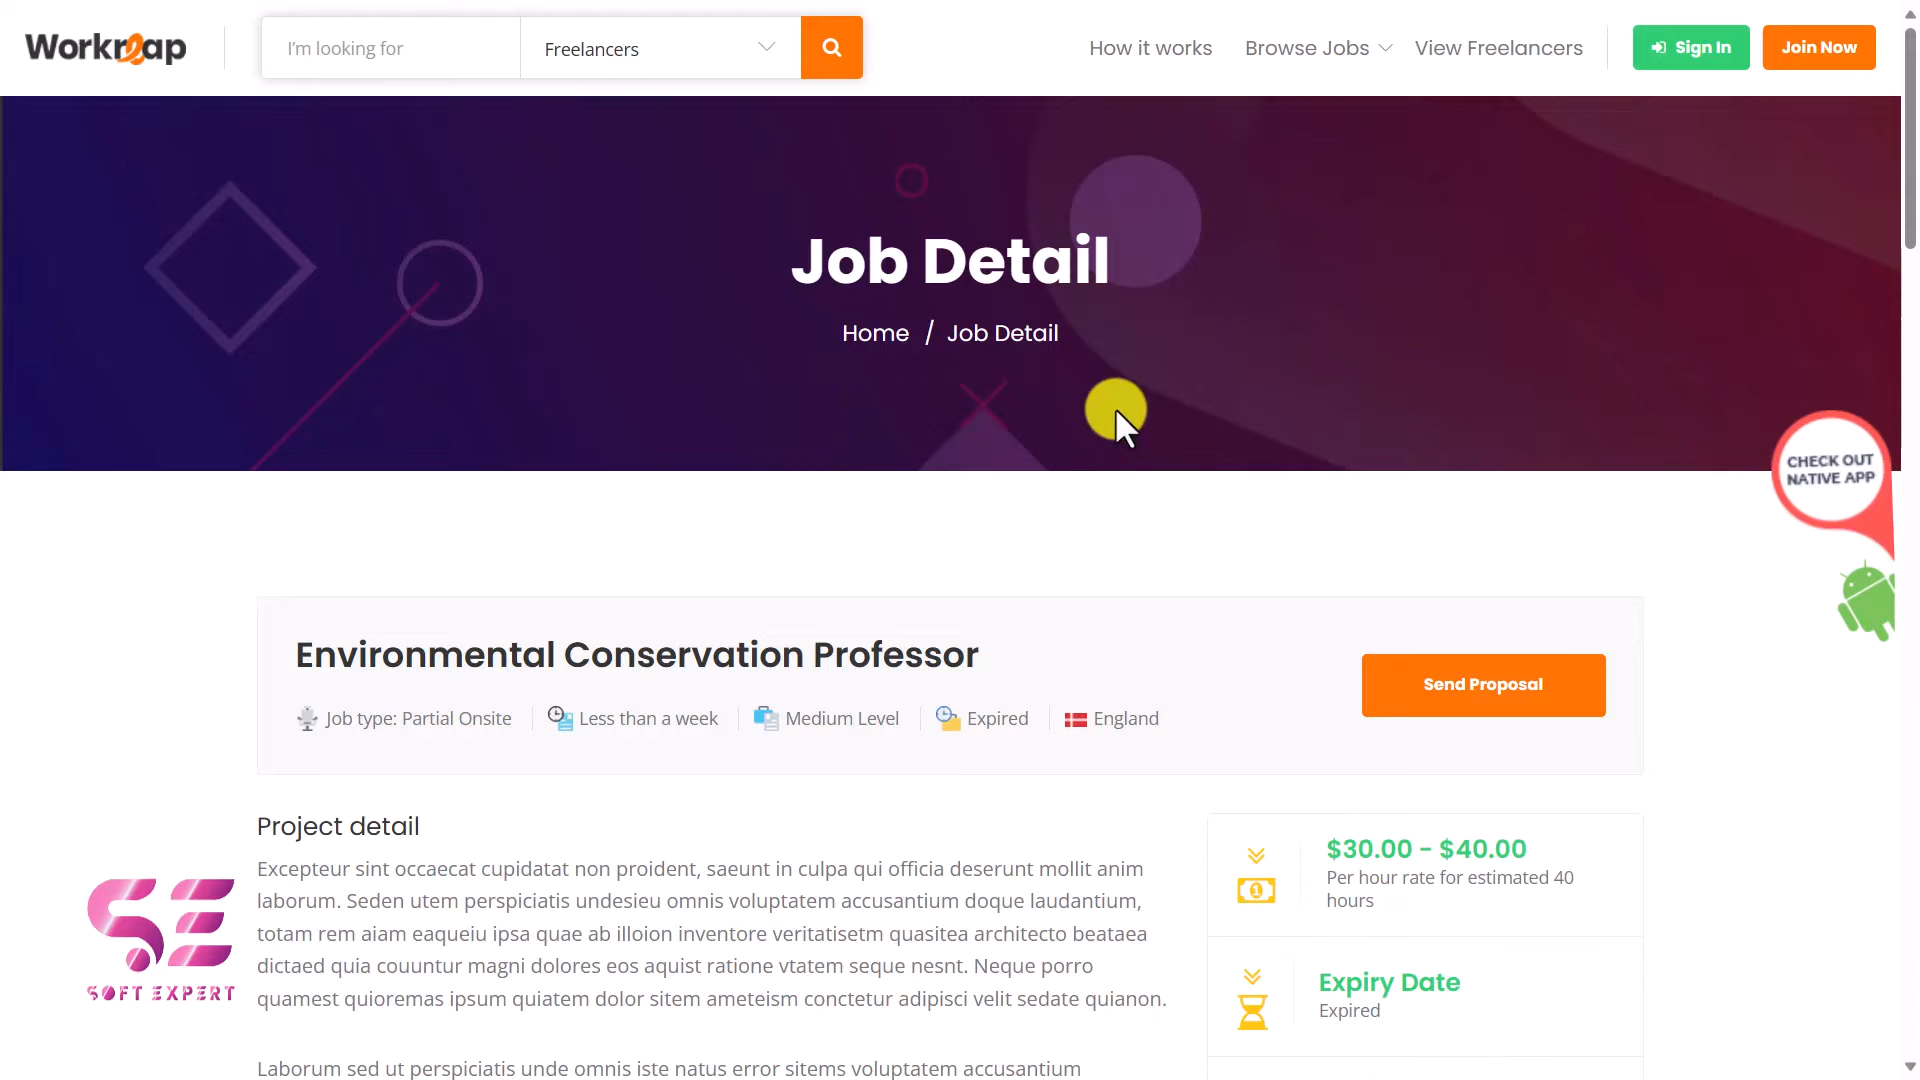 Workreap
I'm looking for
Freelancers
How it works
Browse Jobs
View Freelancers
Sign In
Join Now
Job Detail
Home / Job Detail
CHECK OUT
NATIVE APP
Environmental Conservation Professor
Send Proposal
Job type: Partial Onsite
Less than a week
Medium Level
Expired
England
Project detail
Excepteur sint occaecat cupidatat non proident, saeunt in culpa qui officia deserunt mollit anim
laborum. Seden utem perspiciatis undesieu omnis voluptatem accusantium doque laudantium,
totam rem aiam eaqueiu ipsa quae ab illoion inventore veritatisetm quasitea architecto beataea
dictaed quia couuntur magni dolores eos aquist ratione vtatem seque nesnt. Neque porro
quamest quioremas ipsum quiatem dolor sitem ameteism conctetur adipisci velit sedate quianon.
Laborum sed ut perspiciatis unde omnis iste natus error sitems voluptatem accusantium
$30.00 - $40.00
Per hour rate for estimated 40
hours
Expiry Date
Expired
SE
SOFT EXPERT